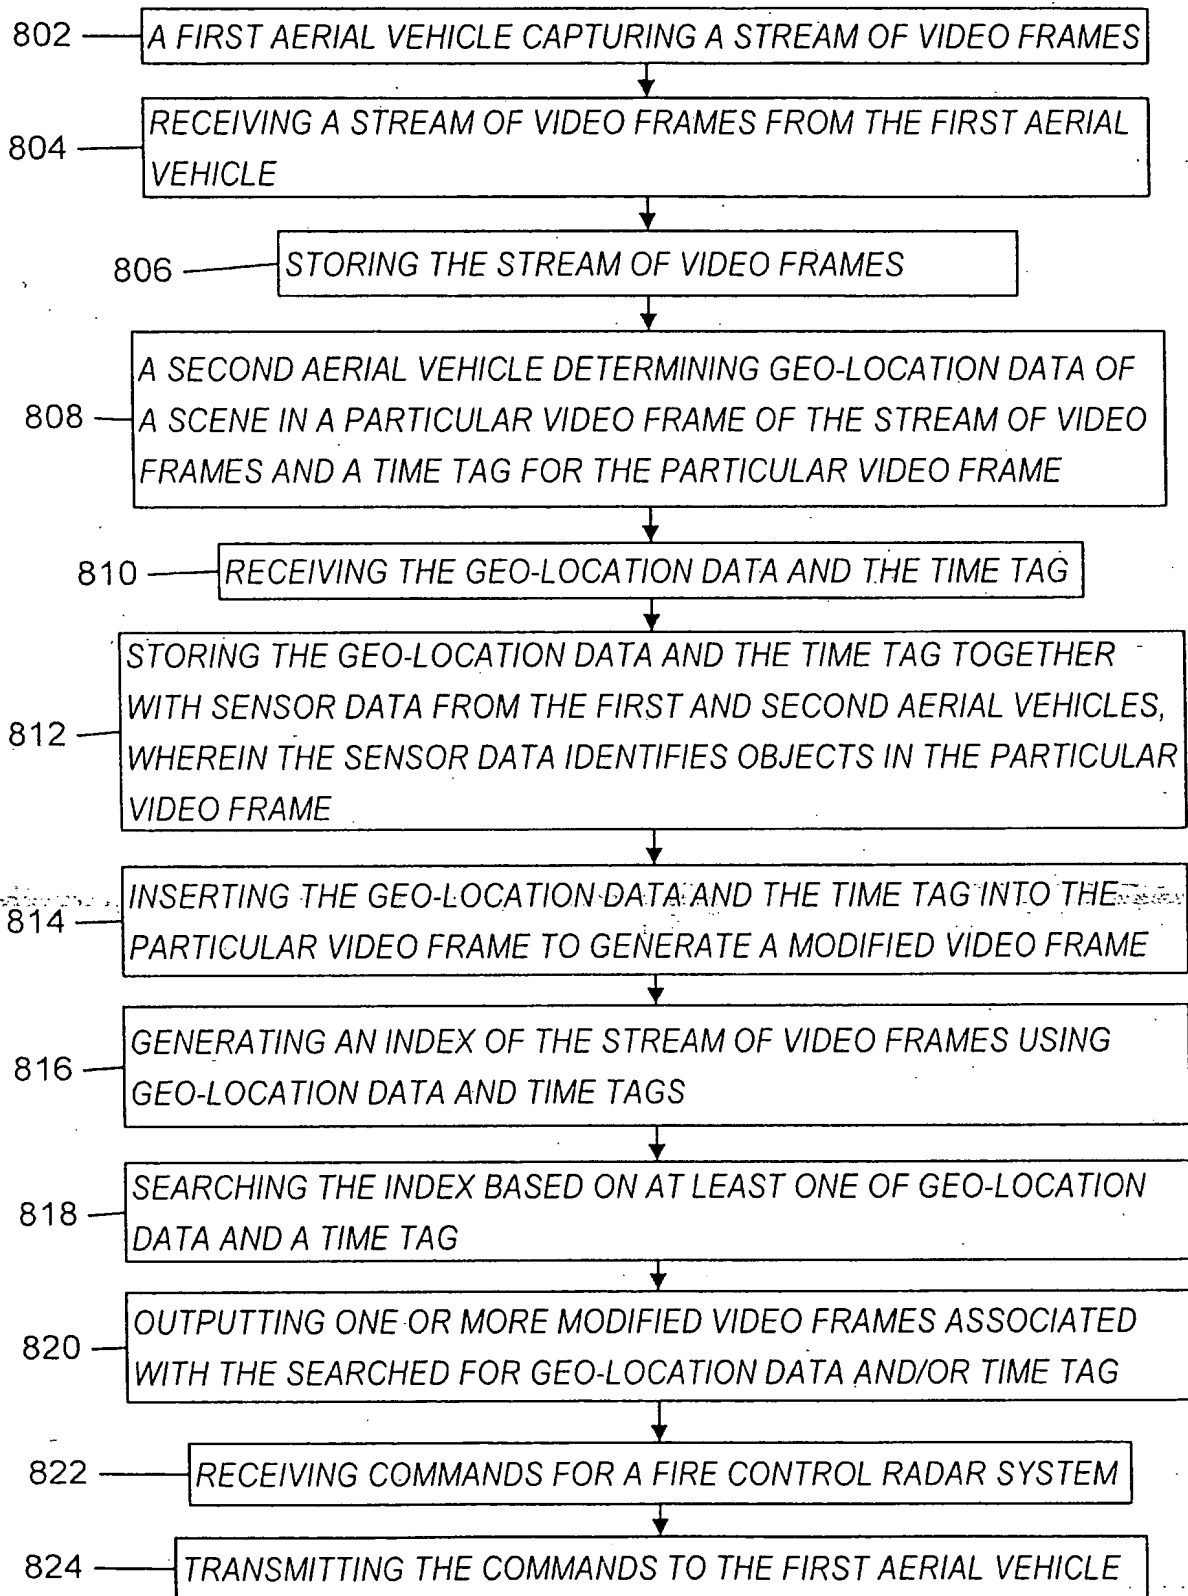 802 A FIRST AERIAL VEHICLE CAPTURING A STREAM OF VIDEO FRAMES
RECEIVING A STREAM OF VIDEO FRAMES FROM THE FIRST AERIAL
804
VEHICLE
806 STORING THE STREAM OF VIDEO FRAMES
A SECOND AERIAL VEHICLE DETERMINING GEO-LOCATION DATA OF
808 A SCENE IN A PARTICULAR VIDEO FRAME OF THE STREAM OF VIDEO
FRAMES AND A TIME TAG FOR THE PARTICULAR VIDEO FRAME
810 RECEIVING THE GEO-LOCATION DATA AND THE TIME TAG
STORING THE GEO-LOCATION DATA AND THE TIME TAG TOGETHER
WITH SENSOR DATA FROM THE FIRST AND SECOND AERIAL VEHICLES,
812
WHEREIN THE SENSOR DATA IDENTIFIES OBJECTS IN THE PARTICULAR
VIDEO FRAME
INSERTING THE GEO-LOCATION DATA AND THE TIME TAG INTO THE
814
PARTICULAR VIDEO FRAME TO GENERATE A MODIFIED VIDEO FRAME
GENERATING AN INDEX OF THE STREAM OF VIDEO FRAMES USING
816
GEO-LOCATION DATA AND TIME TAGS
SEARCHING THE INDEX BASED ON AT LEAST ONE OF GEO-LOCATION
818
DATA AND A TIME TAG
OUTPUTTING ONE OR MORE MODIFIED VIDEO FRAMES ASSOCIATED
820
WITH THE SEARCHED FOR GEO-LOCATION DATA AND/OR TIME TAG
822 RECEIVING COMMANDS FOR A FIRE CONTROL RADAR SYSTEM
824 TRANSMITTING THE COMMANDS TO THE FIRST AERIAL VEHICLE